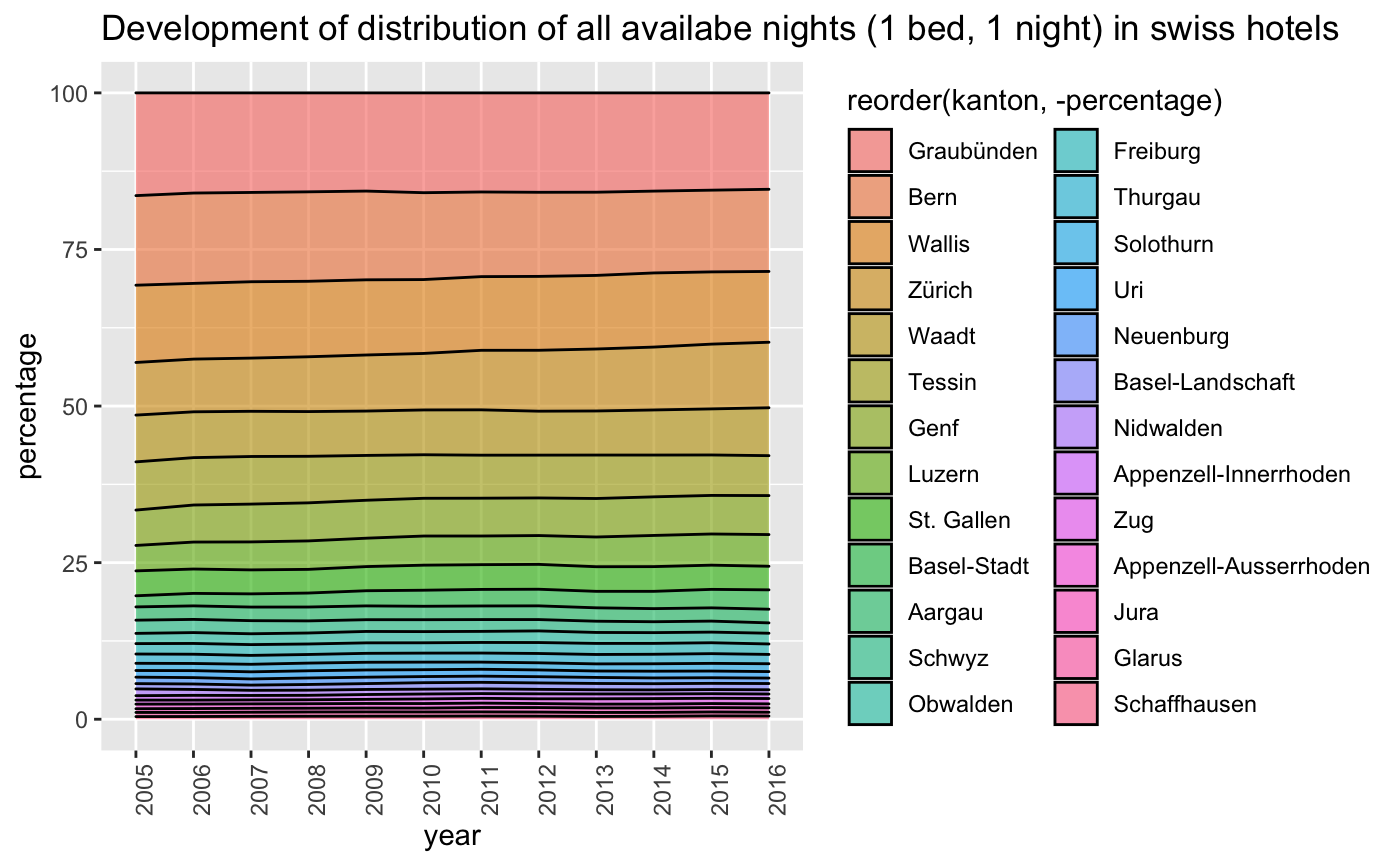 Development of distribution of all availabe nights (1 bed, 1 night) in swiss hotels
percentage
100
75
50
25
0
2005
2006
2007
2008
2009
2010
2011
2012
2013
2014
2015
2016
year
reorder(kanton, -percentage)
Graubünden
Bern
Wallis
Zürich
Waadt
Tessin
Genf
Luzern
St. Gallen
Basel-Stadt
Aargau
Schwyz
Obwalden
Freiburg
Thurgau
Solothurn
Uri
Neuenburg
Basel-Landschaft
Nidwalden
Appenzell-Innerrhoden
Zug
Appenzell-Ausserrhoden
Jura
Glarus
Schaffhausen